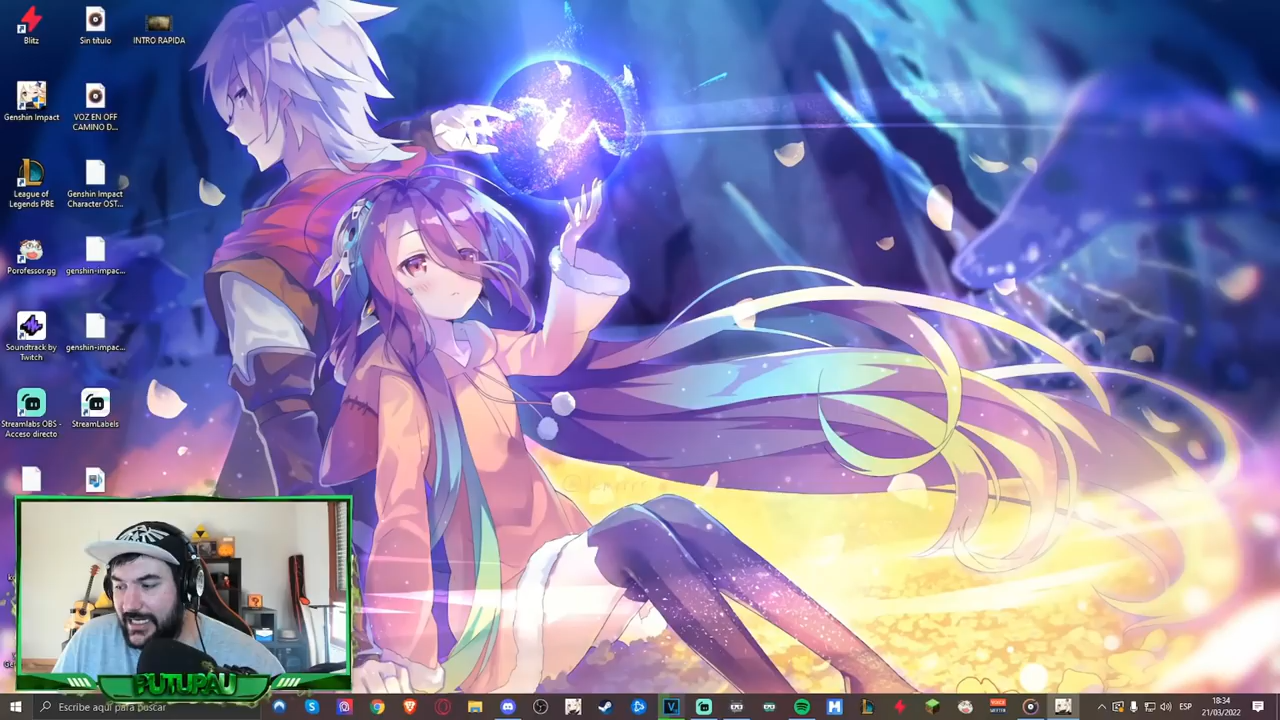 Blitz
Sin título
INTRO RAPIDA
Genshin Impact
VOZ EN OFF
CAMINO D...
League of
Legends PBE
Genshin Impact
Character OST...
Porofessor.gg
genshin-impac...
Soundtrack by
Twitch
genshin-impac...
Streamlabs OBS -
Acceso directo
StreamLabels
PUTUPAU
Escribe aquí para buscar
ESP
18:34
21/03/2022